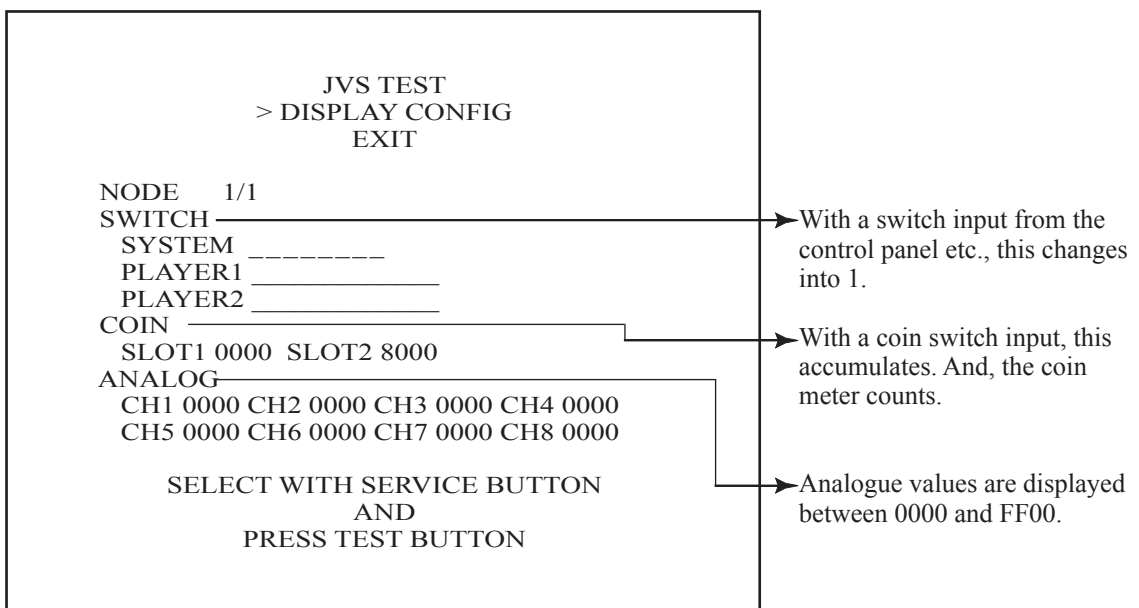 JVS TEST
> DISPLAY CONFIG
EXIT
NODE 1/1
SWITCH
SYSTEM ________
PLAYER1 _____________
PLAYER2 _____________
COIN
SLOT1 0000 SLOT2 8000
ANALOG
CH1 0000 CH2 0000 CH3 0000 CH4 0000
CH5 0000 CH6 0000 CH7 0000 CH8 0000
SELECT WITH SERVICE BUTTON
AND
PRESS TEST BUTTON
With a switch input from the
control panel etc., this changes
into 1.
With a coin switch input, this
accumulates. And, the coin
meter counts.
Analogue values are displayed
between 0000 and FF00.